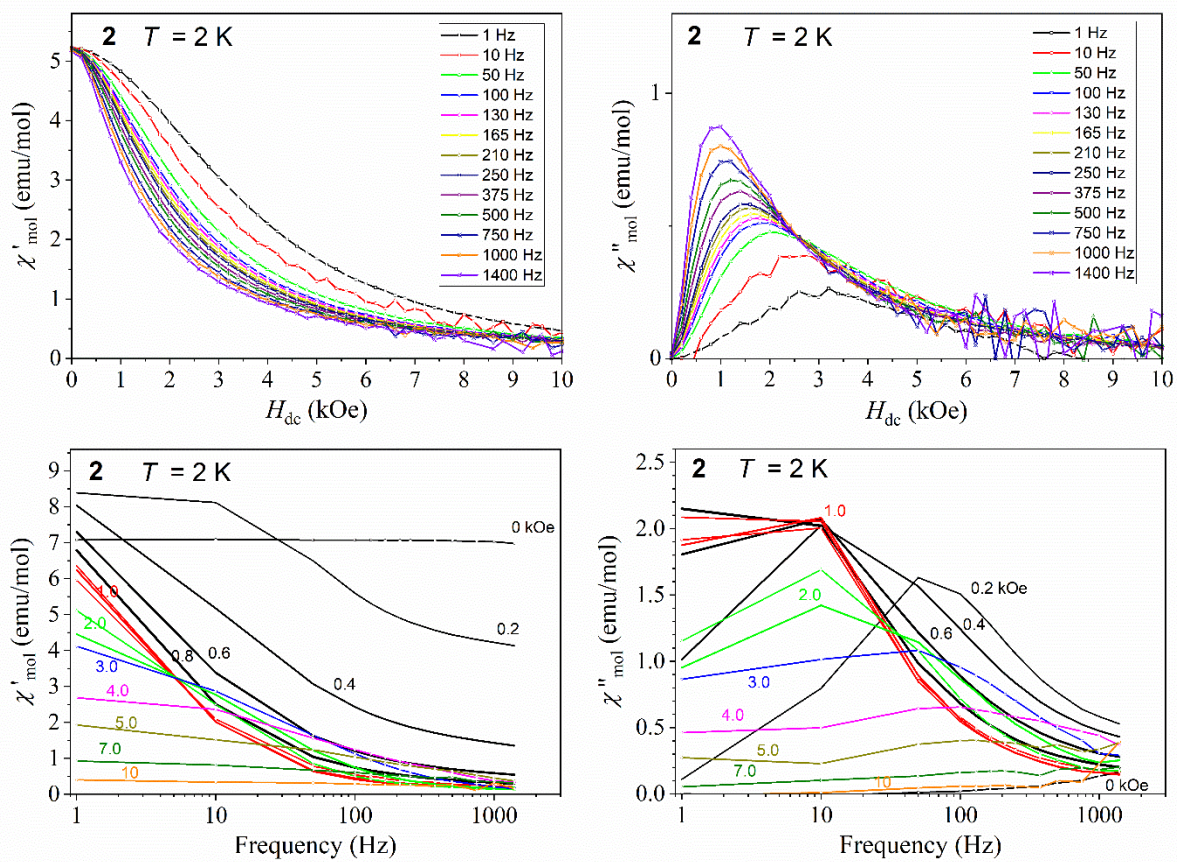 2 T = 2 K
1 Hz
10 Hz
50 Hz
100 Hz
130 Hz
165 Hz
210 Hz
250 Hz
375 Hz
500 Hz
750 Hz
1000 Hz
1400 Hz
χ'mol (emu/mol)
5
4
3
2
1
0
0 1 2 3 4 5 6 7 8 9 10
Hdc (kOe)
2 T = 2 K
1 Hz
10 Hz
50 Hz
100 Hz
130 Hz
165 Hz
210 Hz
250 Hz
375 Hz
500 Hz
750 Hz
1000 Hz
1400 Hz
χ''mol (emu/mol)
1
0
0 1 2 3 4 5 6 7 8 9 10
Hdc (kOe)
2 T = 2 K
χ'mol (emu/mol)
9
8
7
6
5
4
3
2
1
0
0 kOe
0.2
0.4
0.6
0.8
1.0
2.0
3.0
4.0
5.0
7.0
10
1 10 100 1000
Frequency (Hz)
2 T = 2 K
χ''mol (emu/mol)
2.5
2.0
1.5
1.0
0.5
0.0
1.0
0.2 kOe
0.4
0.6
2.0
3.0
4.0
5.0
7.0
10
0 kOe
1 10 100 1000
Frequency (Hz)